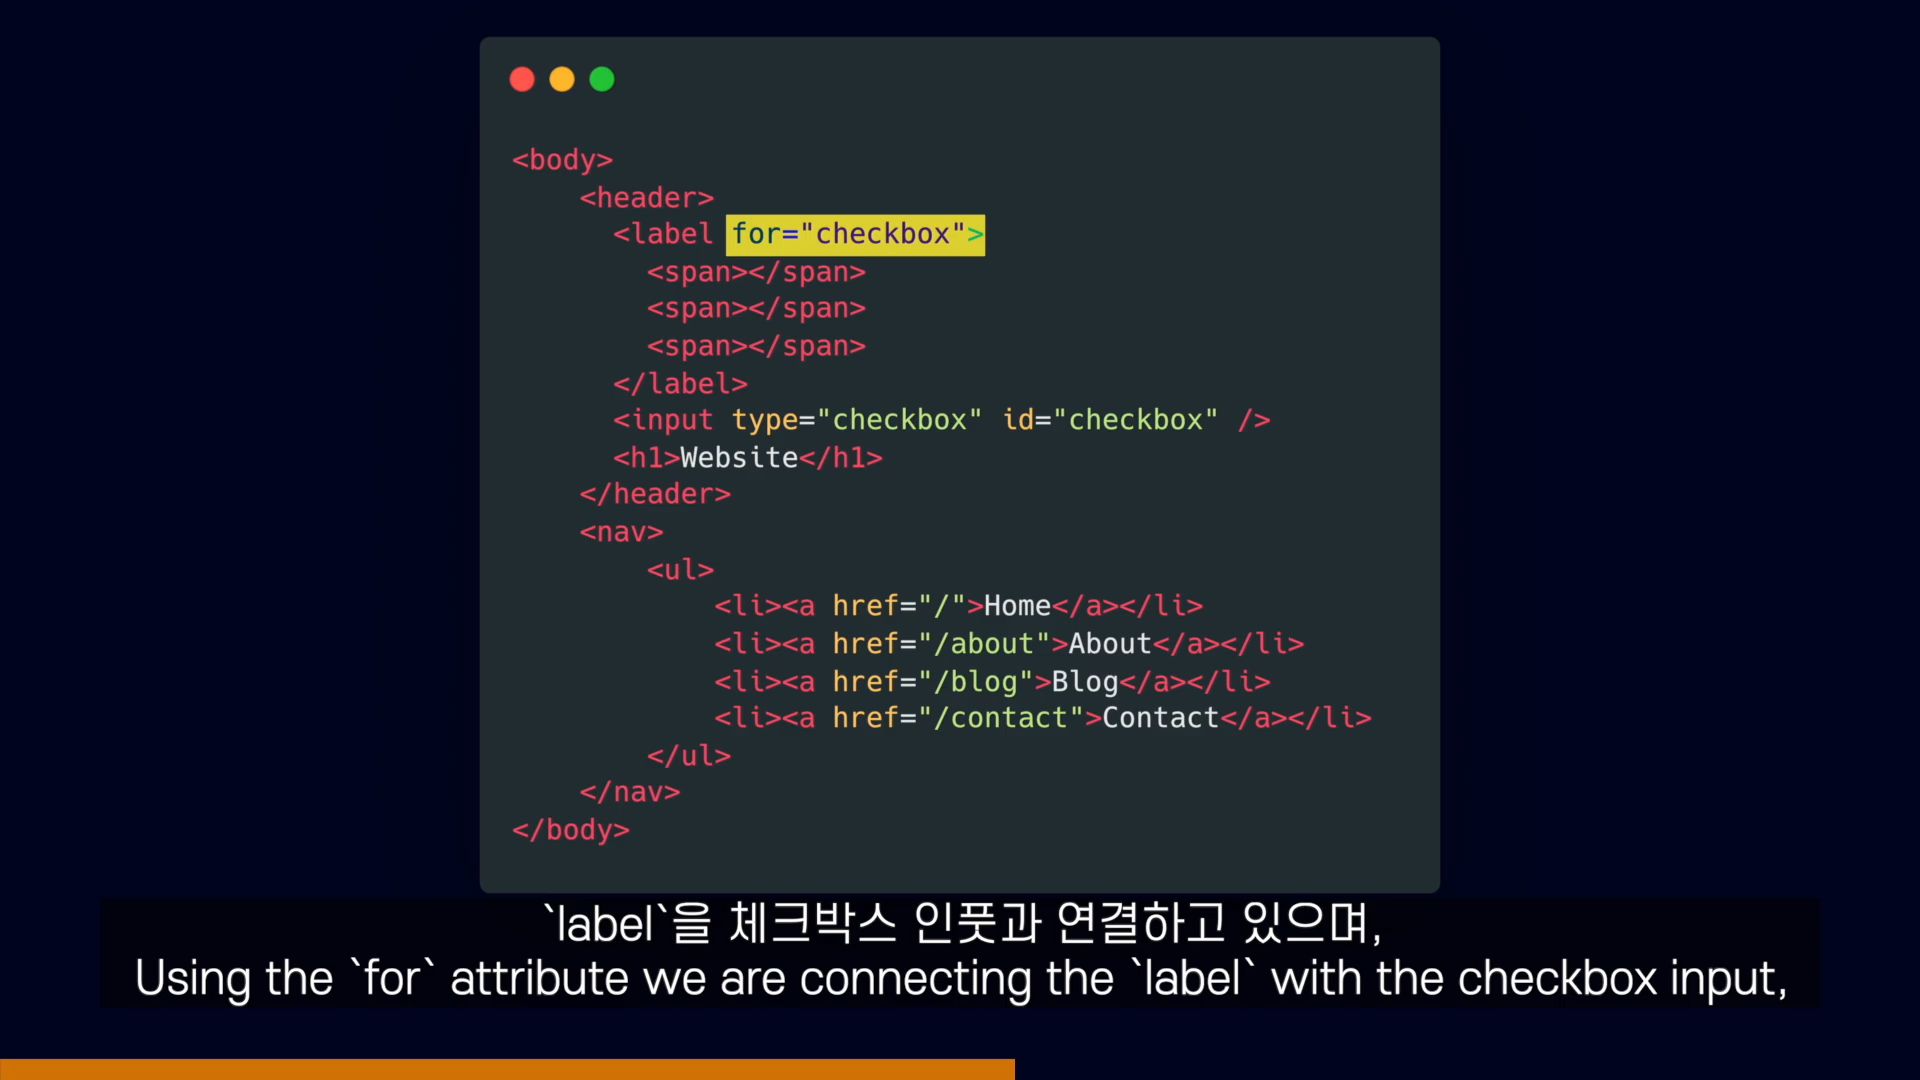 <body>
<header>
<label for="checkbox">
<span></span>
<span></span>
<span></span>
</label>
<input type="checkbox" id="checkbox" />
<h1>Website</h1>
</header>
<nav>
<ul>
<li><a href="/">Home</a></li>
<li><a href="/about">About</a></li>
<li><a href="/blog">Blog</a></li>
<li><a href="/contact">Contact</a></li>
</ul>
</nav>
</body>
`label`을 체크박스 인풋과 연결하고 있으며,
Using the `for` attribute we are connecting the `label` with the checkbox input,